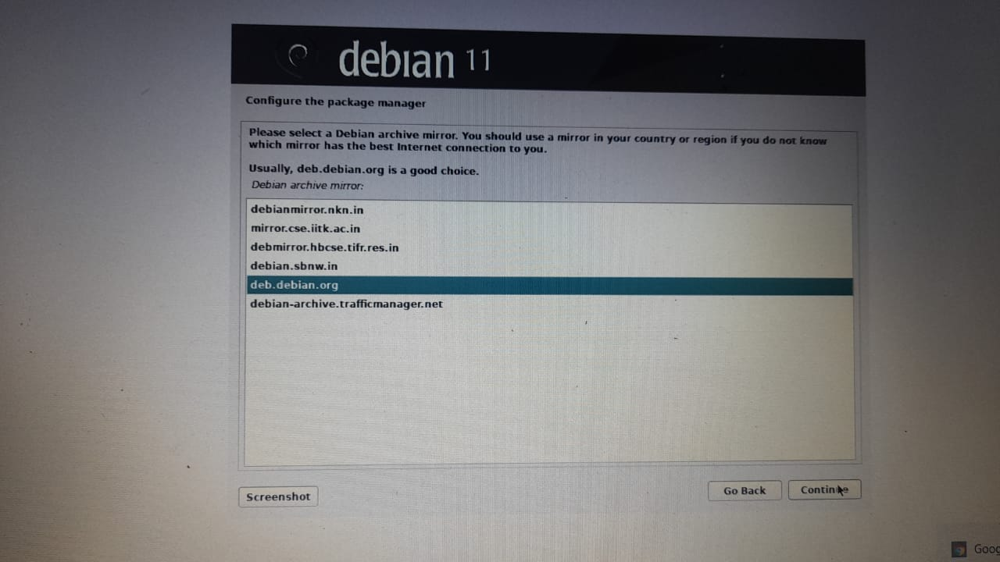 debian 11
Configure the package manager
Please select a Debian archive mirror. You should use a mirror in your country or region if you do not know
which mirror has the best Internet connection to you.
Usually, deb.debian.org is a good choice.
Debian archive mirror:
debianmirror.nkn.in
mirror.cse.iitk.ac.in
debmirror.hbcse.tifr.res.in
debian.sbnw.in
deb.debian.org
debian-archive.trafficmanager.net
Screenshot
Go Back
Continue
Goog